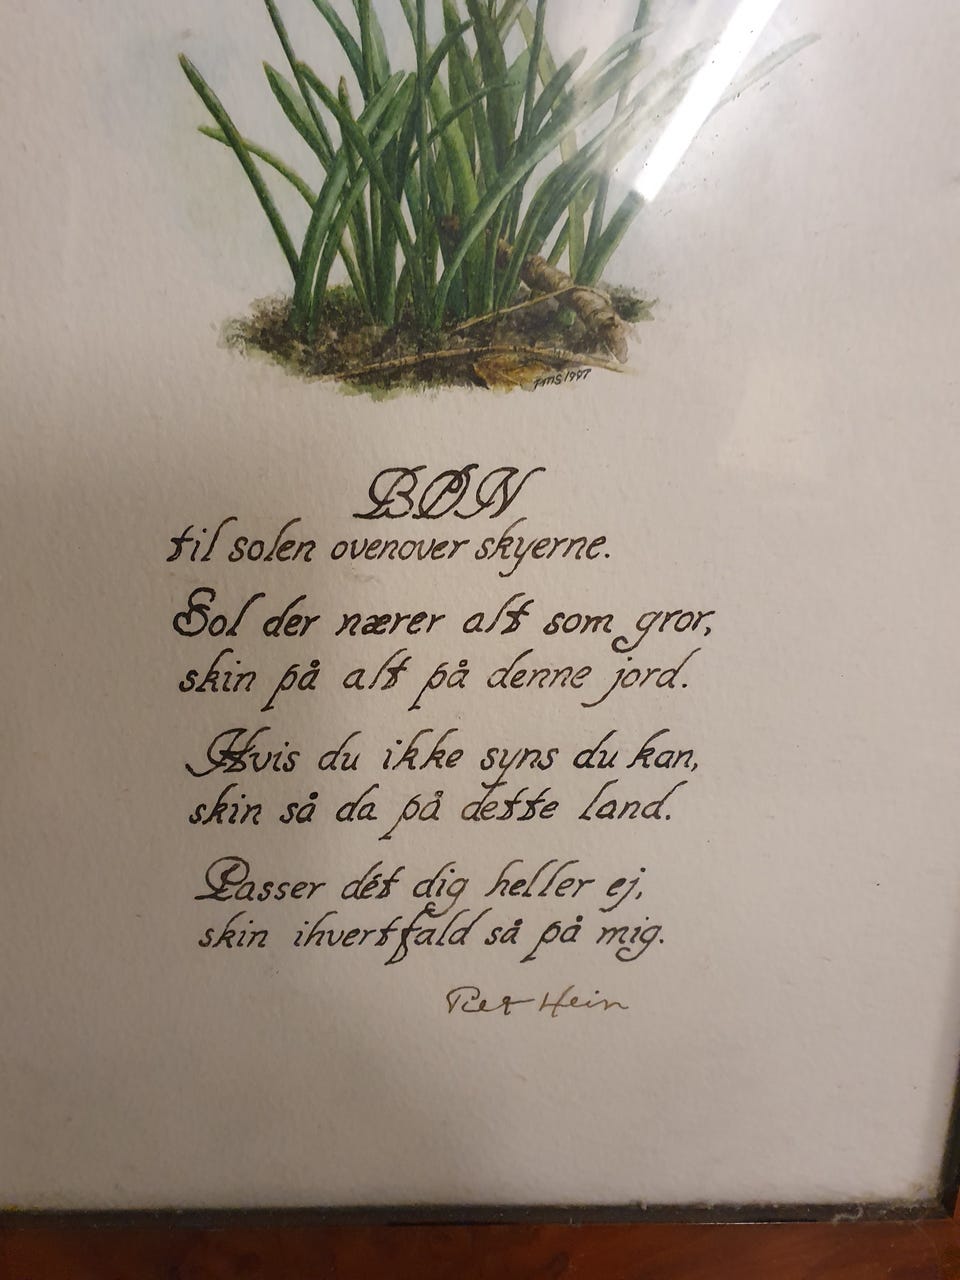 FMS 1997
BØN
til solen ovenover skyerne.
Sol der nærer alt som gror,
skin på alt på denne jord.
Hvis du ikke syns du kan,
skin så da på dette land.
Passer dét dig heller ej,
skin ihvertfald så på mig.
Piet Hein